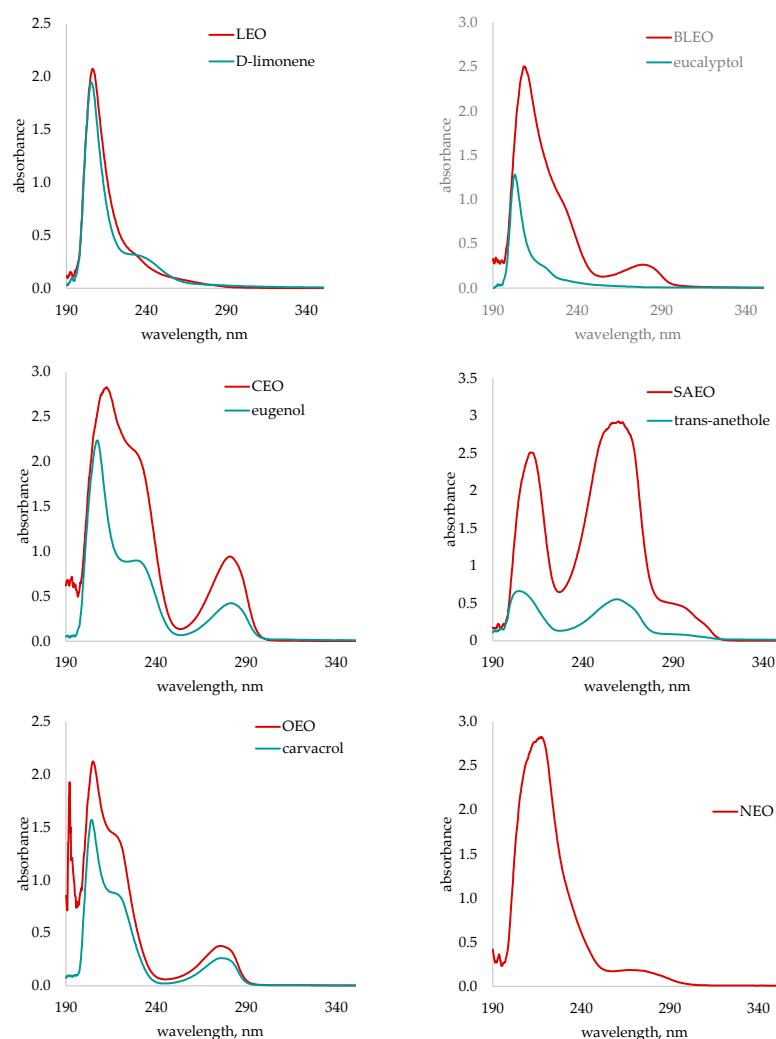 2.5
2.0
1.5
1.0
0.5
0.0
absorbance
190
240
290
340
wavelength, nm
LEO
D-limonene
3.0
2.5
2.0
1.5
1.0
0.5
0.0
absorbance
190
240
290
340
wavelength, nm
BLEO
eucalyptol
3.0
2.5
2.0
1.5
1.0
0.5
0.0
absorbance
190
240
290
340
wavelength, nm
CEO
eugenol
3.5
3
2.5
2
1.5
1
0.5
0
absorbance
190
240
290
340
wavelength, nm
SAEO
trans-anethole
2.5
2.0
1.5
1.0
0.5
0.0
absorbance
190
240
290
340
wavelength, nm
OEO
carvacrol
3.0
2.5
2.0
1.5
1.0
0.5
0.0
absorbance
190
240
290
340
wavelength, nm
NEO